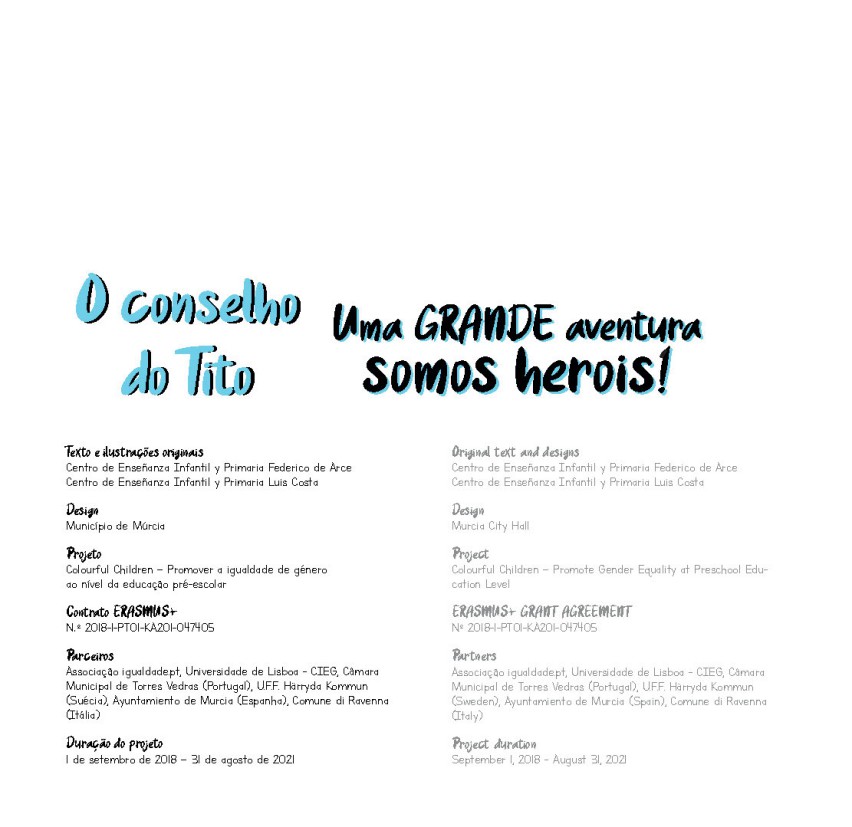 O conselho
do Tito
Uma GRANDE aventura
somos herois!
Texto e ilustrações originais
Centro de Enseñanza Infantil y Primaria Federico de Arce
Centro de Enseñanza Infantil y Primaria Luis Costa
Design
Município de Múrcia
Projeto
Colourful Children – Promover a igualdade de género
ao nível da educação pré-escolar
Contrato ERASMUS+
N.º 2018-1-PT01-KA201-047405
Parceiros
Associação igualdade.pt, Universidade de Lisboa - CIEG, Câmara
Municipal de Torres Vedras (Portugal), U.F.F. Härryda Kommun
(Suécia), Ayuntamiento de Murcia (Espanha), Comune di Ravenna
(Itália)
Duração do projeto
1 de setembro de 2018 – 31 de agosto de 2021
Original text and designs
Centro de Enseñanza Infantil y Primaria Federico de Arce
Centro de Enseñanza Infantil y Primaria Luis Costa
Design
Murcia City Hall
Project
Colourful Children – Promote Gender Equality at Preschool Edu-
cation Level
ERASMUS+ GRANT AGREEMENT
Nº 2018-1-PT01-KA201-047405
Partners
Associação igualdade.pt, Universidade de Lisboa - CIEG, Câmara
Municipal de Torres Vedras (Portugal), U.F.F. Härryda Kommun
(Sweden), Ayuntamiento de Murcia (Spain), Comune di Ravenna
(Italy)
Project duration
September 1, 2018 - August 31, 2021